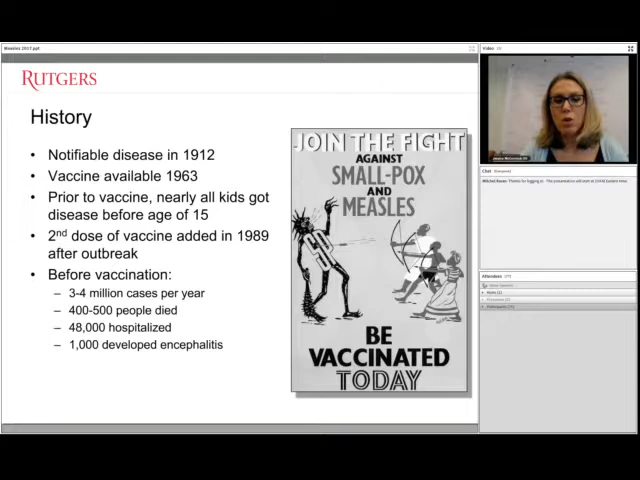 Measles 2017.ppt
RUTGERS
History
• Notifiable disease in 1912
• Vaccine available 1963
• Prior to vaccine, nearly all kids got
disease before age of 15
• 2nd dose of vaccine added in 1989
after outbreak
• Before vaccination:
– 3-4 million cases per year
– 400-500 people died
– 48,000 hospitalized
– 1,000 developed encephalitis
JOIN THE FIGHT
AGAINST
SMALL-POX
AND
MEASLES
BE
VACCINATED
TODAY
Video
Chat (Everyone)
Attendees